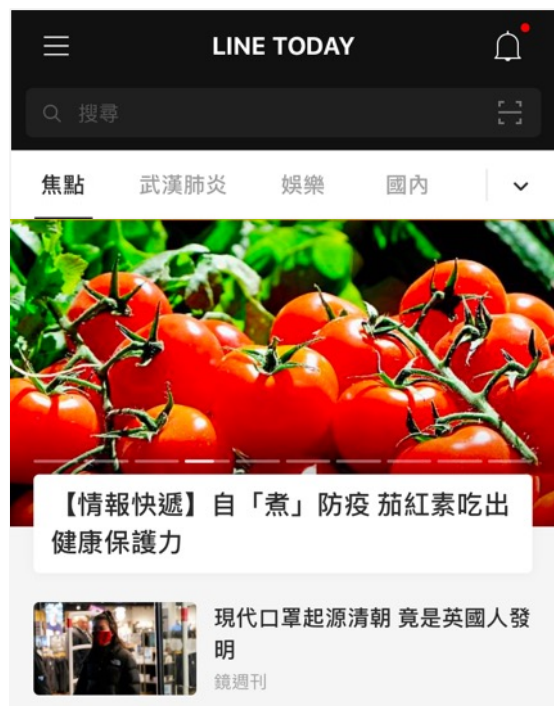 LINE TODAY
搜尋
焦點 武漢肺炎 娛樂 國內
【情報快遞】自「煮」防疫 茄紅素吃出
健康保護力
現代口罩起源清朝 竟是英國人發
明
鏡週刊